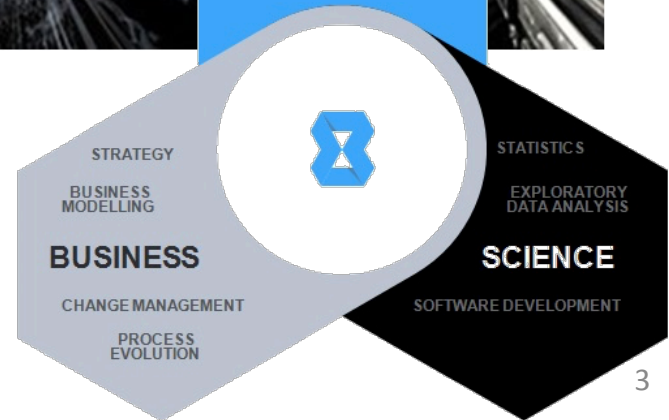 STRATEGY
BUSINESS
MODELLING
BUSINESS
CHANGE MANAGEMENT
PROCESS
EVOLUTION
STATISTICS
EXPLORATORY
DATA ANALYSIS
SCIENCE
SOFTWARE DEVELOPMENT
3